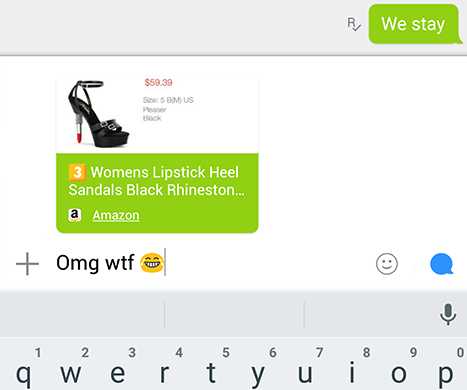 R
We stay
$59.39
Size: 5 B(M) US
Pleaser
Black
3 Womens Lipstick Heel
Sandals Black Rhineston...
a Amazon
Omg wtf 😂
1 2 3 4 5 6 7 8 9 0
q w e r t y u i o p